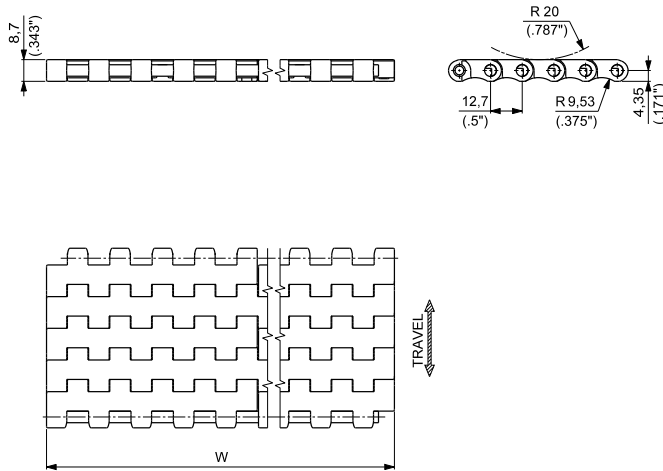 8,7
(.343")
R 20
(.787")
12,7
(.5")
R 9,53
(.375")
4,35
(.171")
TRAVEL
W